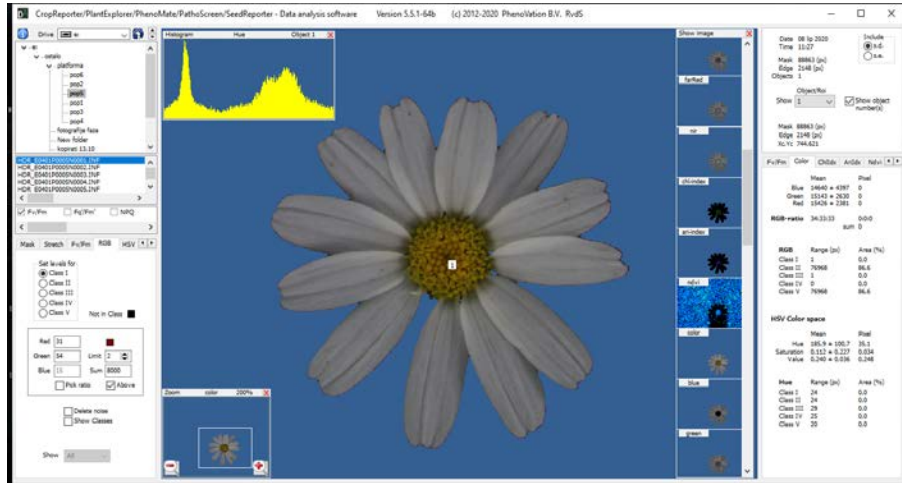 CropReporter/PlantExplorer/PhenoMate/PathoScreen/SeedReporter - Data analysis software Version 5.5.1-64b (c) 2012-2020 PhenoVation B.V. RvdS
Drive
ostalo
platforma
pop6
pop2
pop5
pop1
pop3
pop4
fotografije faza
New folder
kopirati 13.10
HDR_E0401P0005N0001.INF
HDR_E0401P0005N0002.INF
HDR_E0401P0005N0003.INF
HDR_E0401P0005N0004.INF
HDR_E0401P0005N0005.INF
Fv/Fm Fq'/Fm' NPQ
Mask Stretch Fv/Fm RGB HSV
Set levels for
Class I
Class II
Class III
Class IV
Class V Not in Class
Red 31
Green 54 Limit 2
Blue 15 Sum 8000
Pick ratio Above
Delete noise
Show Classes
Show All
Histogram Hue Object 1
1
Zoom color 200%
Show image
farRed
nir
chl-index
ari-index
ndvi
color
blue
green
Date 08 lip 2020
Time 11:27
Include
s.d.
s.e.
Mask 88863 (px)
Edge 2148 (px)
Objects 1
Object/Roi
Show 1 Show object number(s)
Mask 88863 (px)
Edge 2148 (px)
Xc.Yc 744.621
Fv/Fm Color ChlIdx AriIdx Ndvi
Mean Pixel
Blue 14640 ± 4397 0
Green 15143 ± 2630 0
Red 15426 ± 2381 0
RGB-ratio 34:33:33 0:0:0
sum 0
RGB Range (px) Area (%)
Class I 1 0.0
Class II 76968 86.6
Class III 1 0.0
Class IV 0 0.0
Class V 76968 86.6
HSV Color space
Mean Pixel
Hue 185.9 ± 100.7 35.1
Saturation 0.112 ± 0.227 0.034
Value 0.240 ± 0.036 0.248
Hue Range (px) Area (%)
Class I 24 0.0
Class II 24 0.0
Class III 29 0.0
Class IV 25 0.0
Class V 20 0.0